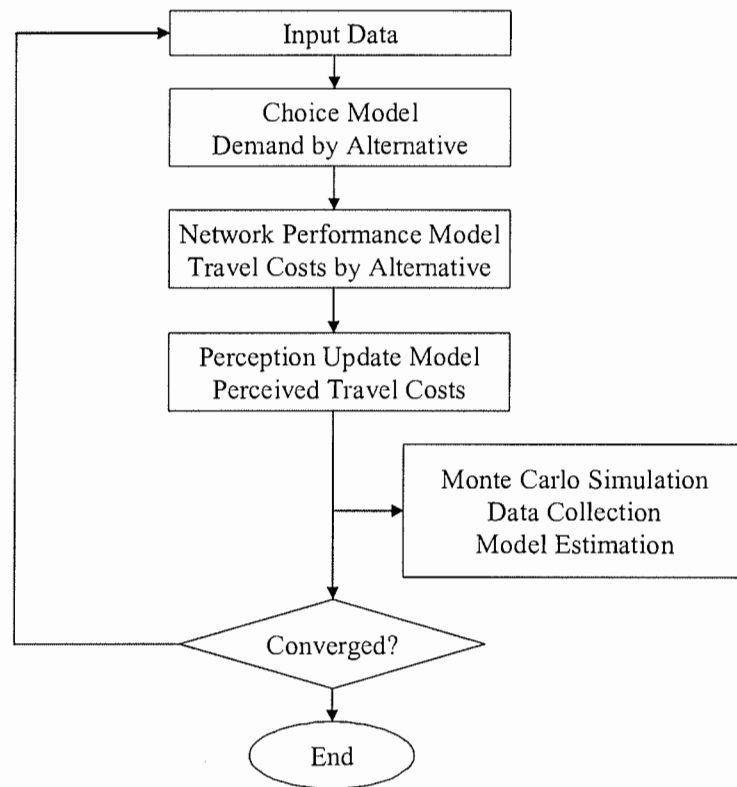 Input Data
Choice Model
Demand by Alternative
Network Performance Model
Travel Costs by Alternative
Perception Update Model
Perceived Travel Costs
Monte Carlo Simulation
Data Collection
Model Estimation
Converged?
End